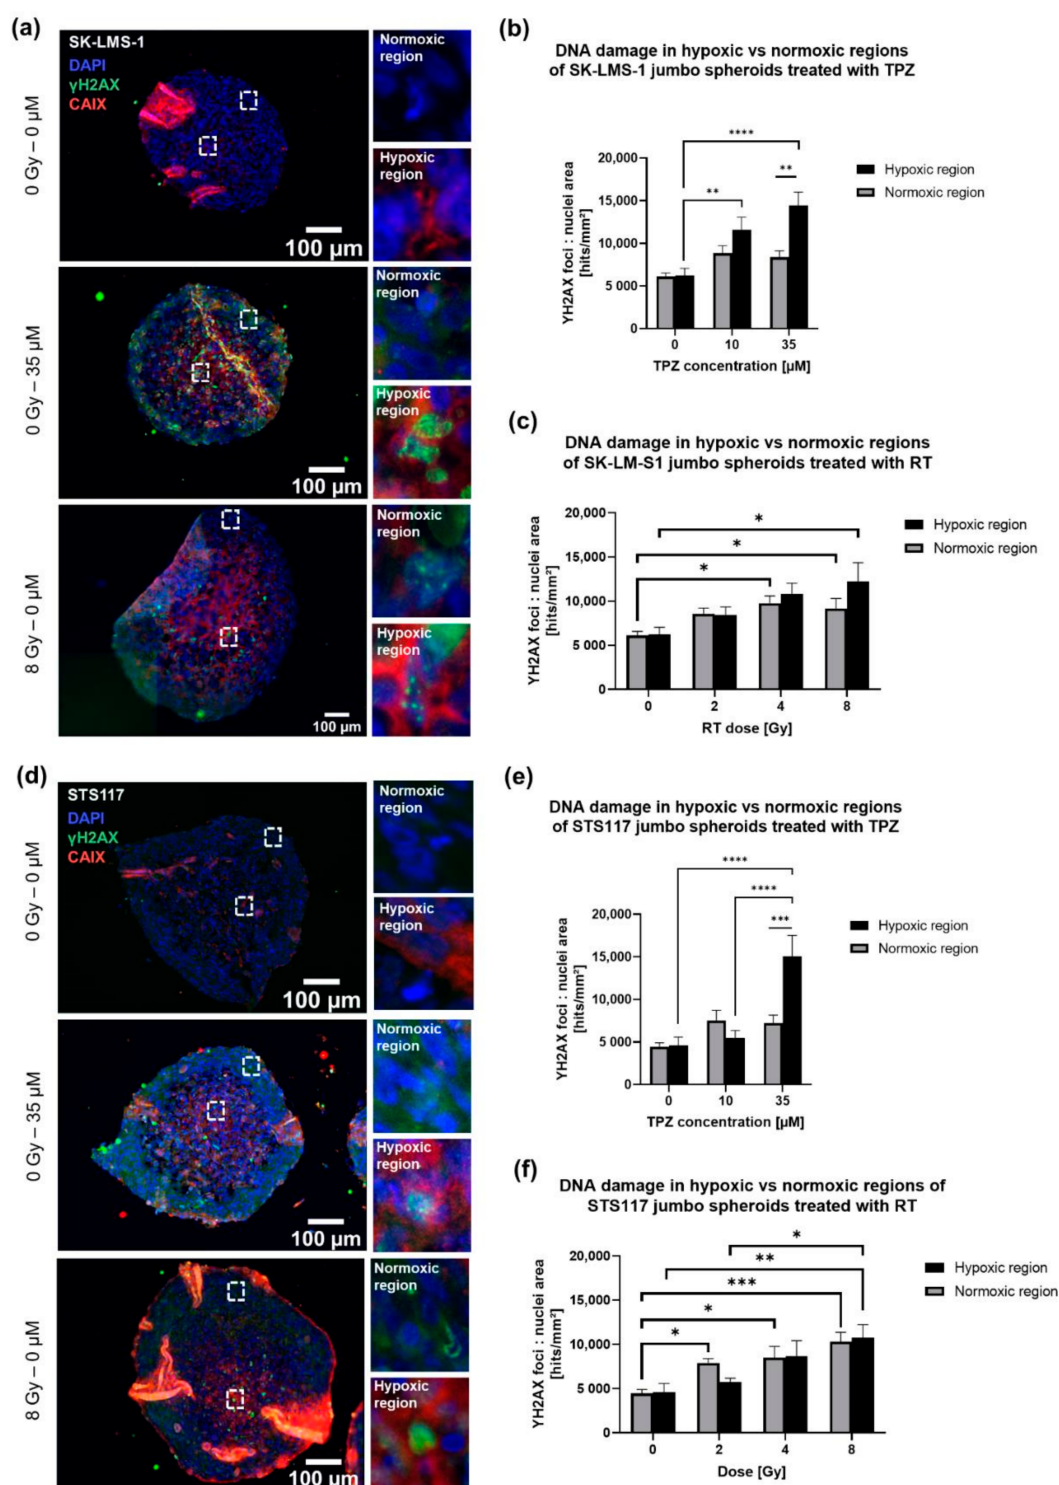 (a)
SK-LMS-1
DAPI
γH2AX
CAIX
0 Gy – 0 μM
100 μm
Normoxic
region
Hypoxic
region
0 Gy – 35 μM
100 μm
Normoxic
region
Hypoxic
region
8 Gy – 0 μM
100 μm
Normoxic
region
Hypoxic
region
(b)
DNA damage in hypoxic vs normoxic regions
of SK-LMS-1 jumbo spheroids treated with TPZ
YH2AX foci : nuclei area
[hits/mm²]
20,000
15,000
10,000
5 000
0
****
**
**
Hypoxic region
Normoxic region
0 10 35
TPZ concentration [μM]
(c)
DNA damage in hypoxic vs normoxic regions
of SK-LM-S1 jumbo spheroids treated with RT
YH2AX foci : nuclei area
[hits/mm²]
20,000
15,000
10,000
5 000
0
*
*
*
Hypoxic region
Normoxic region
0 2 4 8
RT dose [Gy]
(d)
STS117
DAPI
γH2AX
CAIX
0 Gy – 0 μM
100 μm
Normoxic
region
Hypoxic
region
0 Gy – 35 μM
100 μm
Normoxic
region
Hypoxic
region
8 Gy – 0 μM
100 μm
Normoxic
region
Hypoxic
region
(e)
DNA damage in hypoxic vs normoxic regions
of STS117 jumbo spheroids treated with TPZ
YH2AX foci : nuclei area
[hits/mm²]
20,000
15,000
10,000
5 000
0
****
****
***
Hypoxic region
Normoxic region
0 10 35
TPZ concentration [μM]
(f)
DNA damage in hypoxic vs normoxic regions of
STS117 jumbo spheroids treated with RT
YH2AX foci : nuclei area
[hits/mm²]
20,000
15,000
10,000
5 000
0
*
**
***
*
*
Hypoxic region
Normoxic region
0 2 4 8
Dose [Gy]